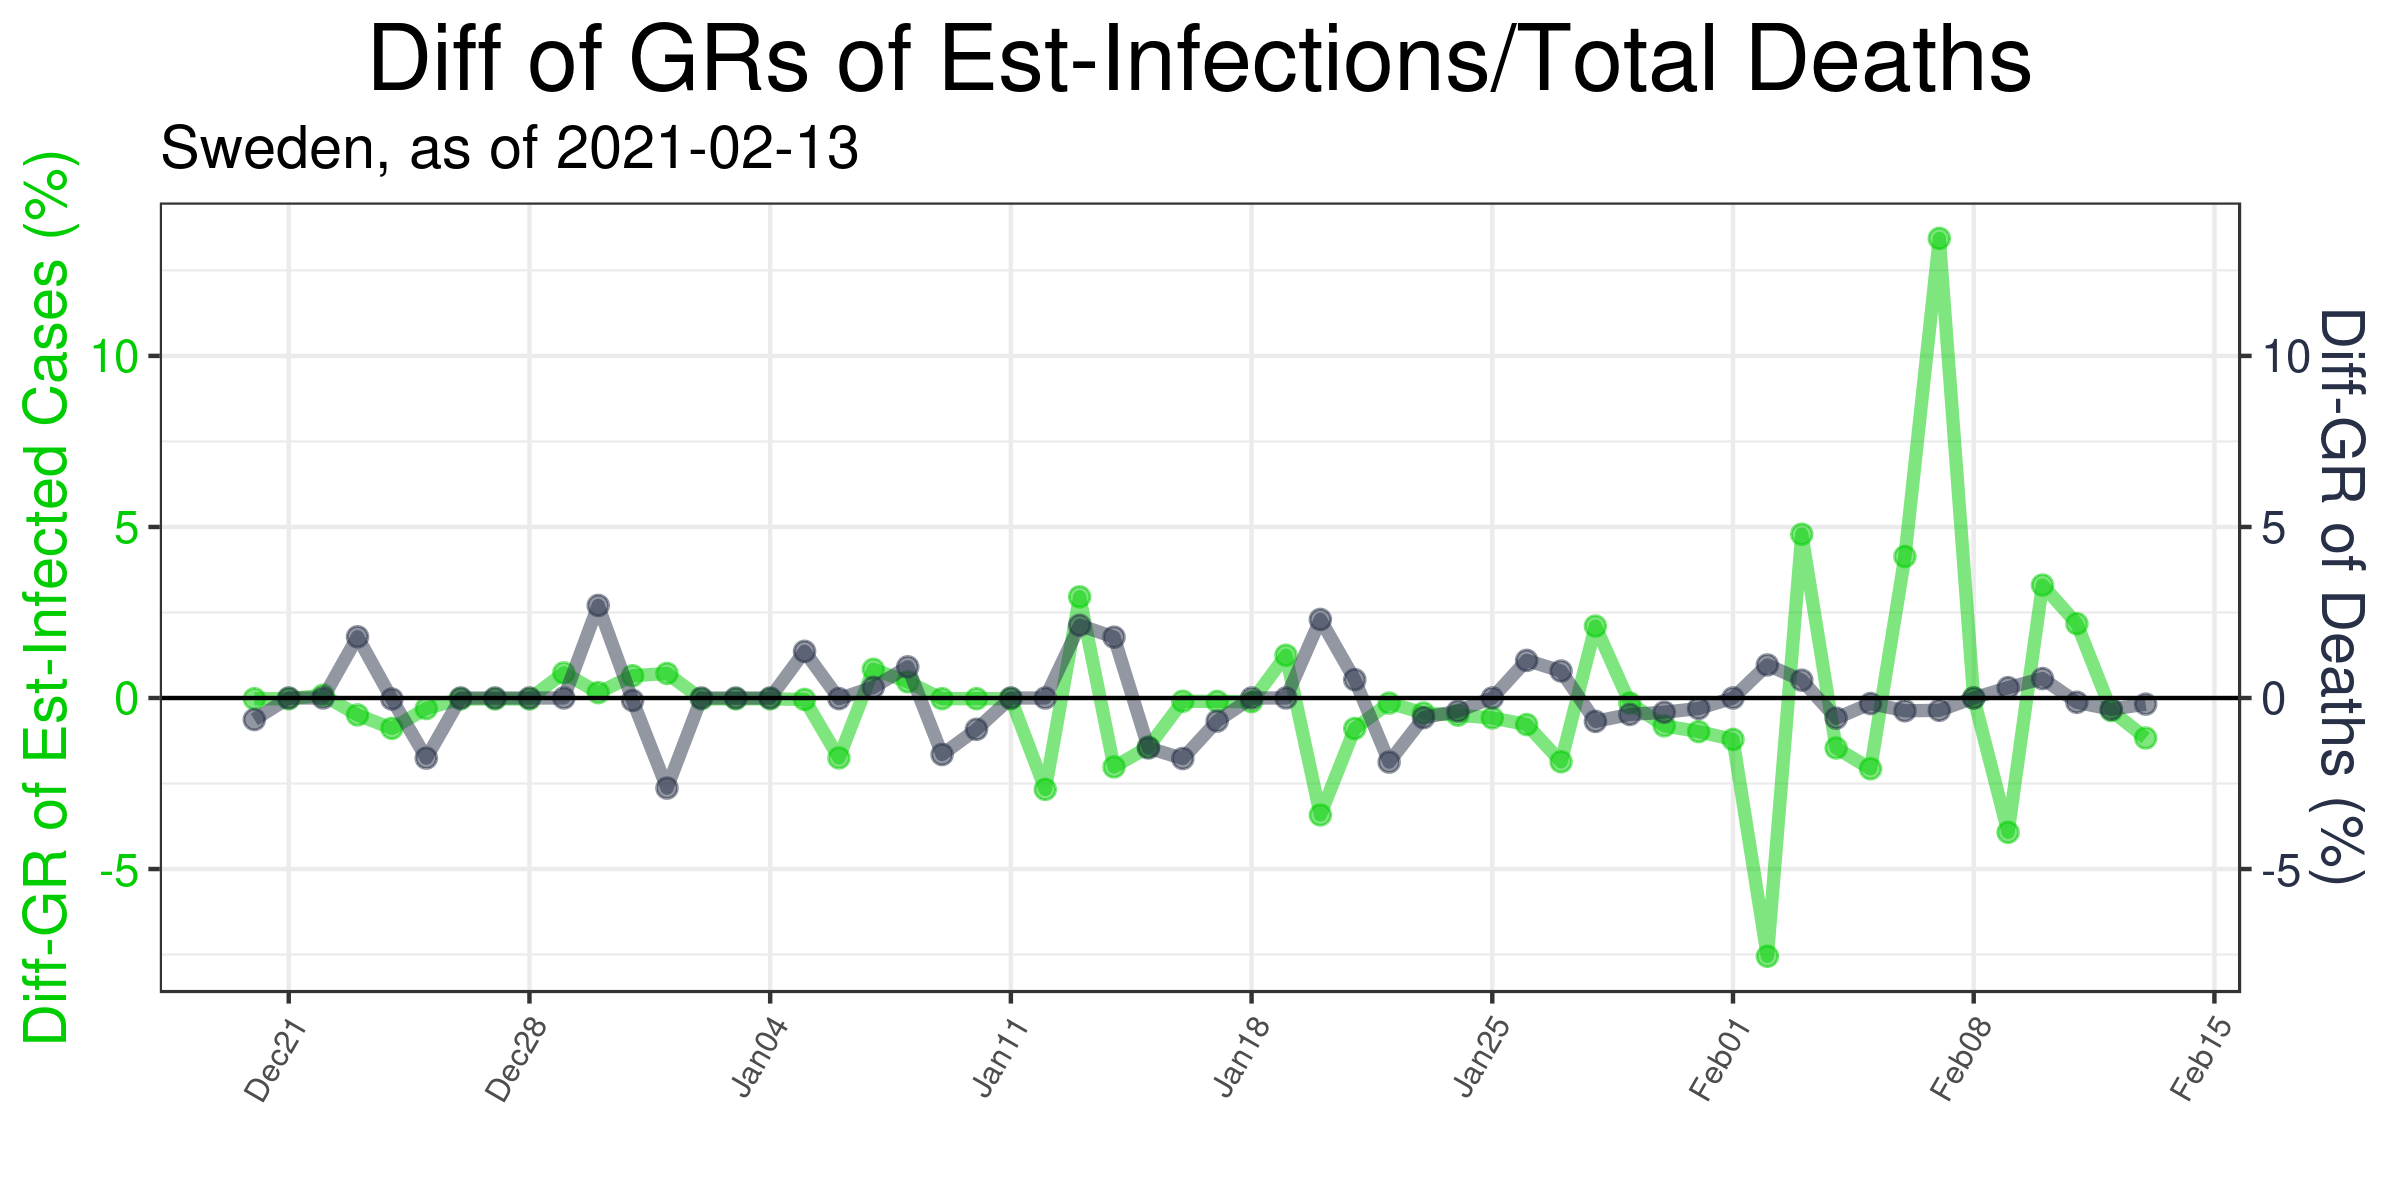 Diff of GRs of Est-Infections/Total Deaths
Sweden, as of 2021-02-13
Diff-GR of Est-Infected Cases (%)
10
5
0
-5
10
5
0
-5
Diff-GR of Deaths (%)
Dec21
Dec28
Jan04
Jan11
Jan18
Jan25
Feb01
Feb08
Feb15